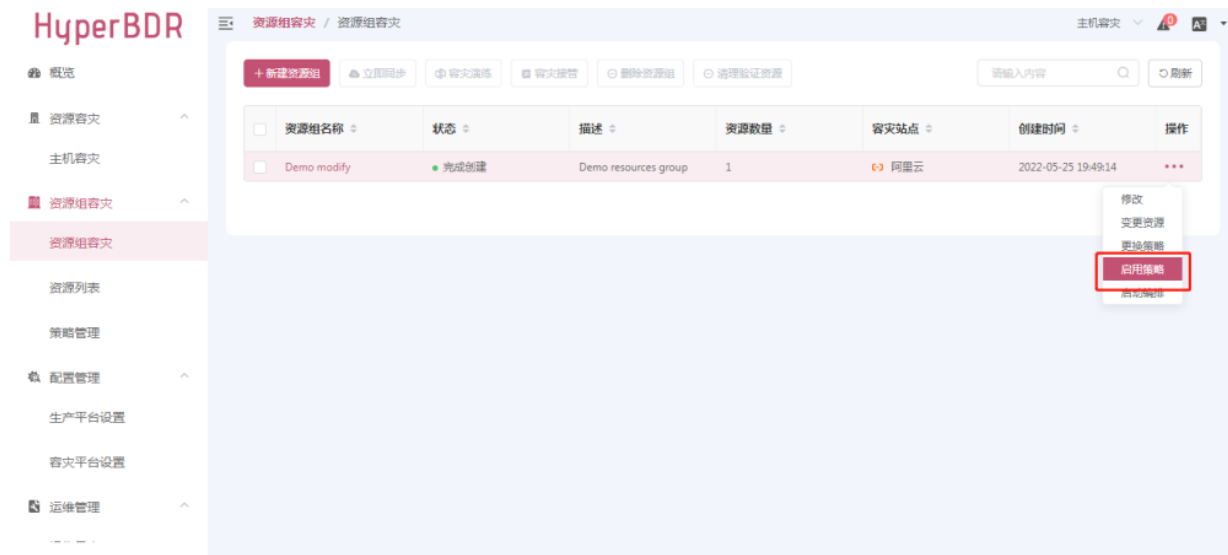 HyperBDR
资源组容灾 / 资源组容灾
主机容灾
0
概览
资源容灾
主机容灾
资源组容灾
资源组容灾
资源列表
策略管理
配置管理
生产平台设置
容灾平台设置
运维管理
+新建资源组 立即同步 容灾演练 容灾接管 删除资源组 清理验证资源 请输入内容 刷新
资源组名称 状态 描述 资源数量 容灾站点 创建时间 操作
Demo modify 完成创建 Demo resources group 1 阿里云 2022-05-25 19:49:14
修改
变更资源
更换策略
启用策略
启动编排